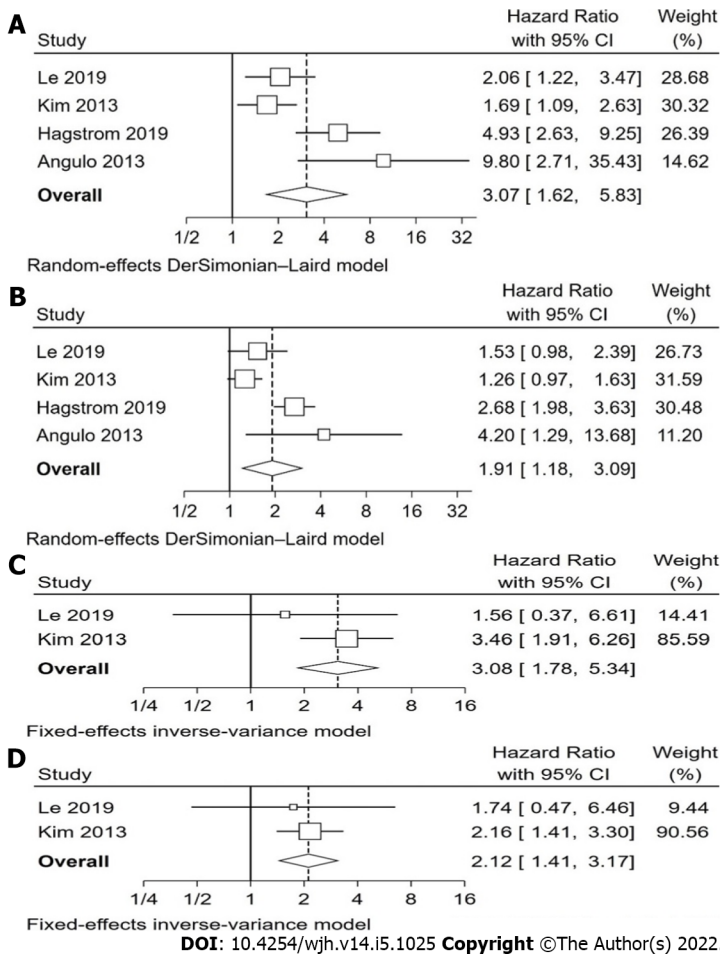 A
Hazard Ratio Weight
Study with 95% CI (%)
Le 2019 2.06 [ 1.22, 3.47] 28.68
Kim 2013 1.69 [ 1.09, 2.63] 30.32
Hagstrom 2019 4.93 [ 2.63, 9.25] 26.39
Angulo 2013 9.80 [ 2.71, 35.43] 14.62
Overall 3.07 [ 1.62, 5.83]
1/2 1 2 4 8 16 32
Random-effects DerSimonian–Laird model
B
Hazard Ratio Weight
Study with 95% CI (%)
Le 2019 1.53 [ 0.98, 2.39] 26.73
Kim 2013 1.26 [ 0.97, 1.63] 31.59
Hagstrom 2019 2.68 [ 1.98, 3.63] 30.48
Angulo 2013 4.20 [ 1.29, 13.68] 11.20
Overall 1.91 [ 1.18, 3.09]
1/2 1 2 4 8 16 32
Random-effects DerSimonian–Laird model
C
Hazard Ratio Weight
Study with 95% CI (%)
Le 2019 1.56 [ 0.37, 6.61] 14.41
Kim 2013 3.46 [ 1.91, 6.26] 85.59
Overall 3.08 [ 1.78, 5.34]
1/4 1/2 1 2 4 8 16
Fixed-effects inverse-variance model
D
Hazard Ratio Weight
Study with 95% CI (%)
Le 2019 1.74 [ 0.47, 6.46] 9.44
Kim 2013 2.16 [ 1.41, 3.30] 90.56
Overall 2.12 [ 1.41, 3.17]
1/4 1/2 1 2 4 8 16
Fixed-effects inverse-variance model
DOI: 10.4254/wjh.v14.i5.1025 Copyright ©The Author(s) 2022.